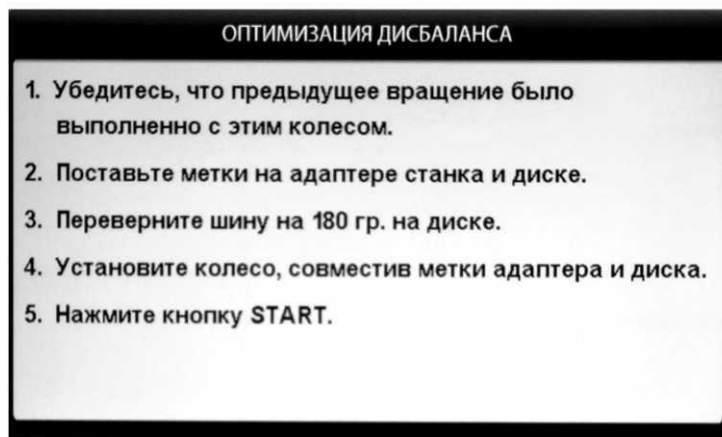 ОПТИМИЗАЦИЯ ДИСБАЛАНСА
1. Убедитесь, что предыдущее вращение было
выполненно с этим колесом.
2. Поставьте метки на адаптере станка и диске.
3. Переверните шину на 180 гр. на диске.
4. Установите колесо, совместив метки адаптера и диска.
5. Нажмите кнопку START.